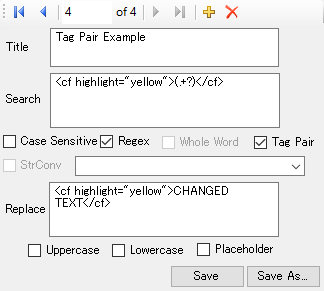 4 of 4
Title
Tag Pair Example
Search
<cf highlight="yellow">(.+?)</cf>
Case Sensitive Regex Whole Word Tag Pair
StrConv
Replace
<cf highlight="yellow">CHANGED
TEXT</cf>
Uppercase Lowercase Placeholder
Save Save As...